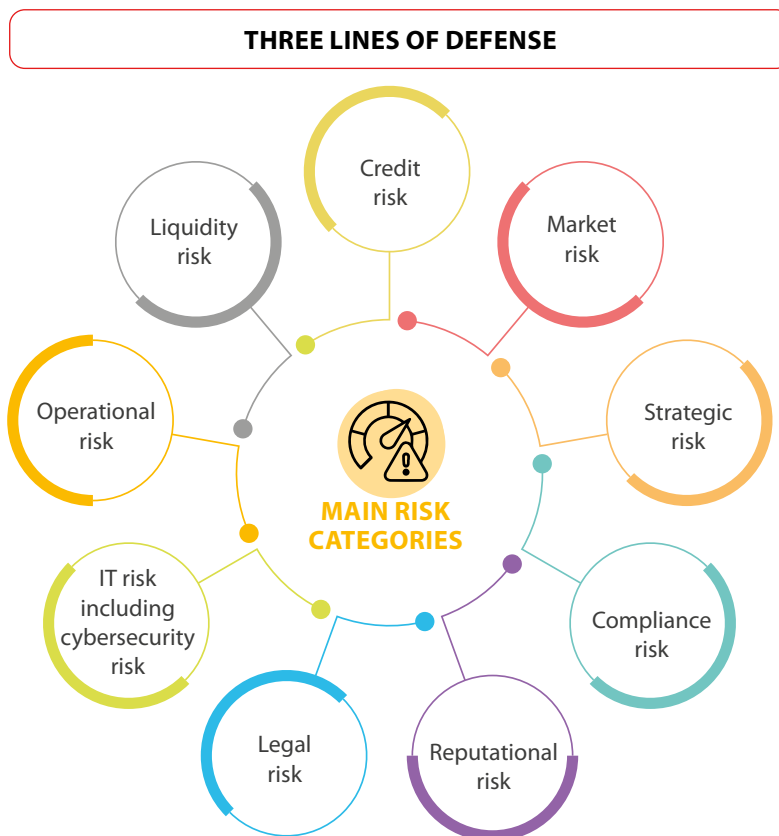 THREE LINES OF DEFENSE
Credit
risk
Market
risk
Strategic
risk
Compliance
risk
Reputational
risk
Legal
risk
IT risk
including
cybersecurity
risk
Operational
risk
Liquidity
risk
MAIN RISK
CATEGORIES